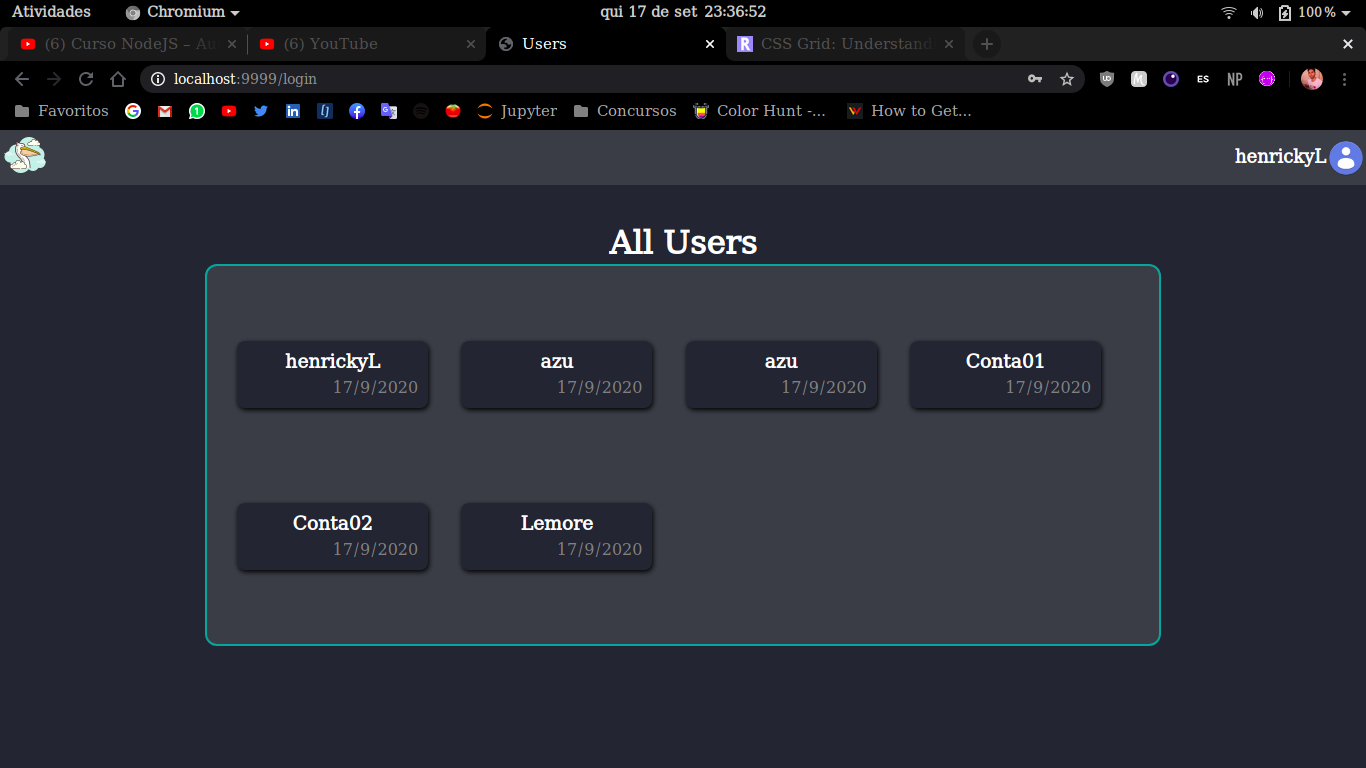 Atividades Chromium qui 17 de set 23:36:52 100%
(6) Curso NodeJS – Au (6) YouTube Users CSS Grid: Understand
localhost:9999/login ES NP
Favoritos Jupyter Concursos Color Hunt -... How to Get...
henrickyL
All Users
henrickyL azu azu Conta01
17/9/2020 17/9/2020 17/9/2020 17/9/2020
Conta02 Lemore
17/9/2020 17/9/2020